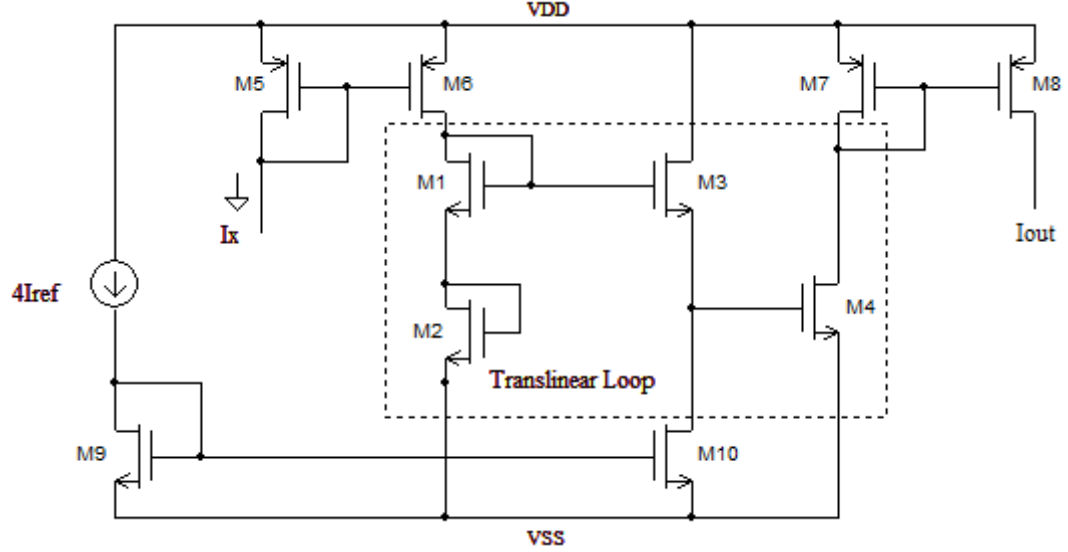 VDD
M5
M6
M7
M8
M1
M3
Ix
Iout
4Iref
M4
M2
Translinear Loop
M9
M10
VSS